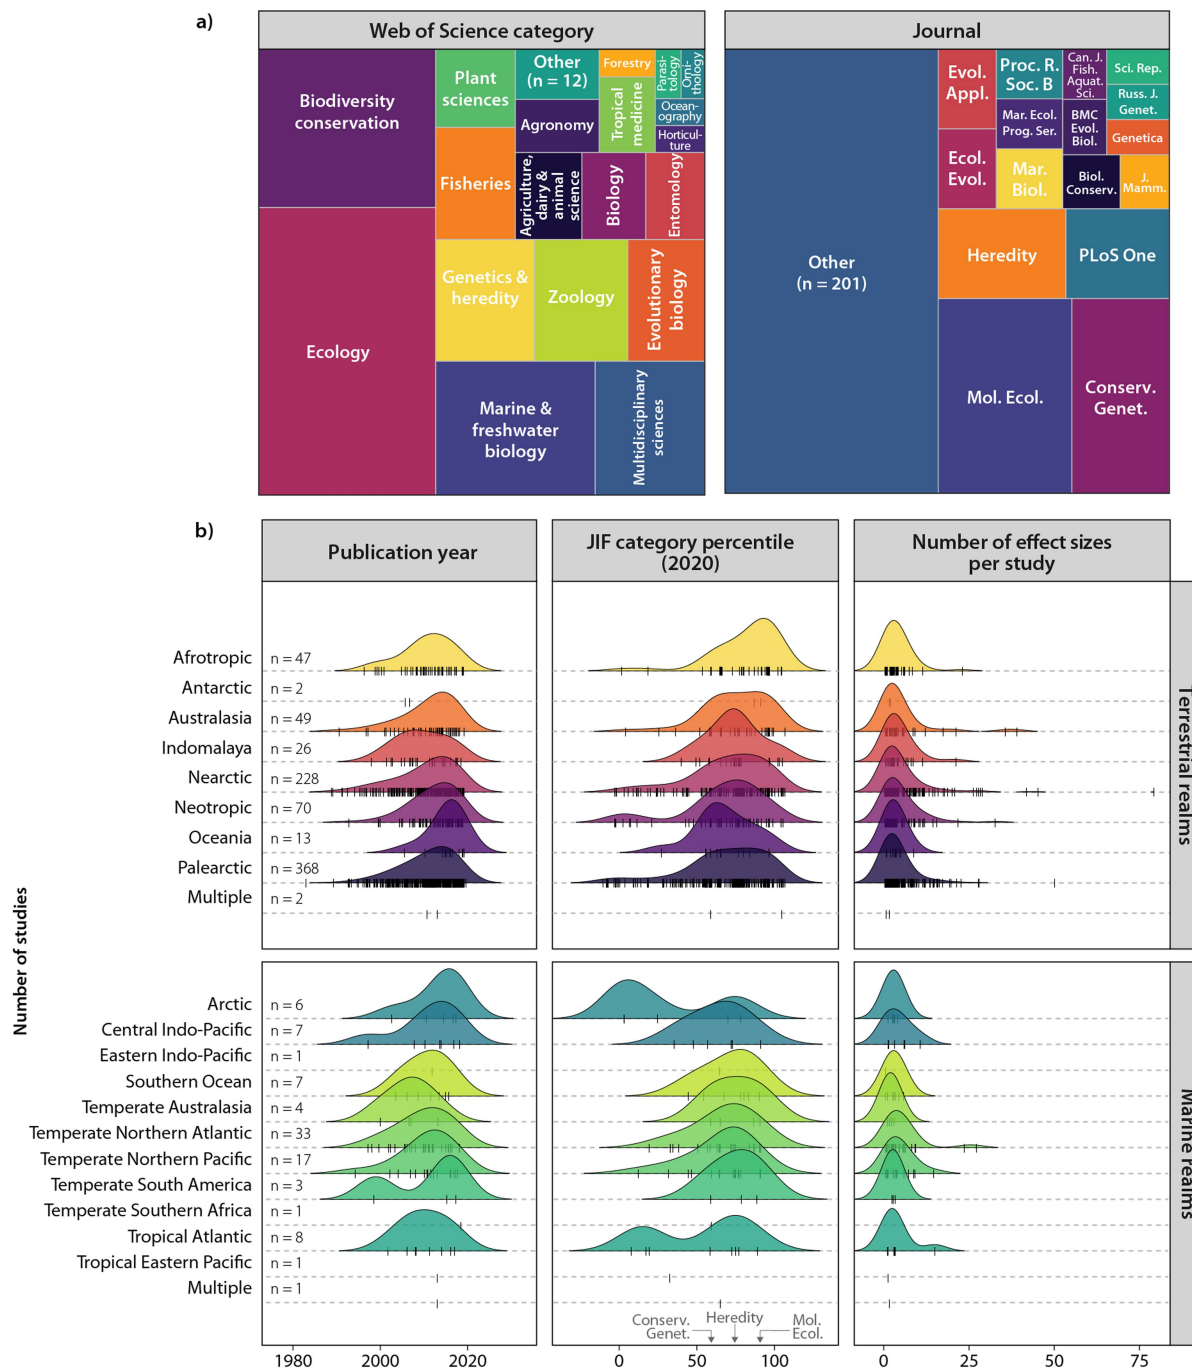 a)
Web of Science category
Biodiversity
conservation
Ecology
Plant
sciences
Fisheries
Other
(n = 12)
Agronomy
Forestry
Tropical
medicine
Parasi-
tology
Orni-
thology
Ocean-
ography
Horticul-
ture
Agriculture,
dairy &
animal
science
Biology
Entomology
Genetics &
heredity
Zoology
Evolutionary
biology
Marine &
freshwater
biology
Multidisciplinary
sciences
Journal
Other
(n = 201)
Evol.
Appl.
Ecol.
Evol.
Proc. R.
Soc. B
Mar. Ecol.
Prog. Ser.
Mar.
Biol.
Can. J.
Fish.
Aquat.
Sci.
BMC
Evol.
Biol.
Biol.
Conserv.
Sci. Rep.
Russ. J.
Genet.
Genetica
J.
Mamm.
Heredity
PLoS One
Mol. Ecol.
Conserv.
Genet.
b)
Publication year
JIF category percentile
(2020)
Number of effect sizes
per study
Number of studies
Terrestrial realms
Afrotropic n = 47
Antarctic n = 2
Australasia n = 49
Indomalaya n = 26
Nearctic n = 228
Neotropic n = 70
Oceania n = 13
Palearctic n = 368
Multiple n = 2
Marine realms
Arctic n = 6
Central Indo-Pacific n = 7
Eastern Indo-Pacific n = 1
Southern Ocean n = 7
Temperate Australasia n = 4
Temperate Northern Atlantic n = 33
Temperate Northern Pacific n = 17
Temperate South America n = 3
Temperate Southern Africa n = 1
Tropical Atlantic n = 8
Tropical Eastern Pacific n = 1
Multiple n = 1
Conserv.
Genet.
Heredity
Mol.
Ecol.
1980 2000 2020
0 50 100
0 25 50 75